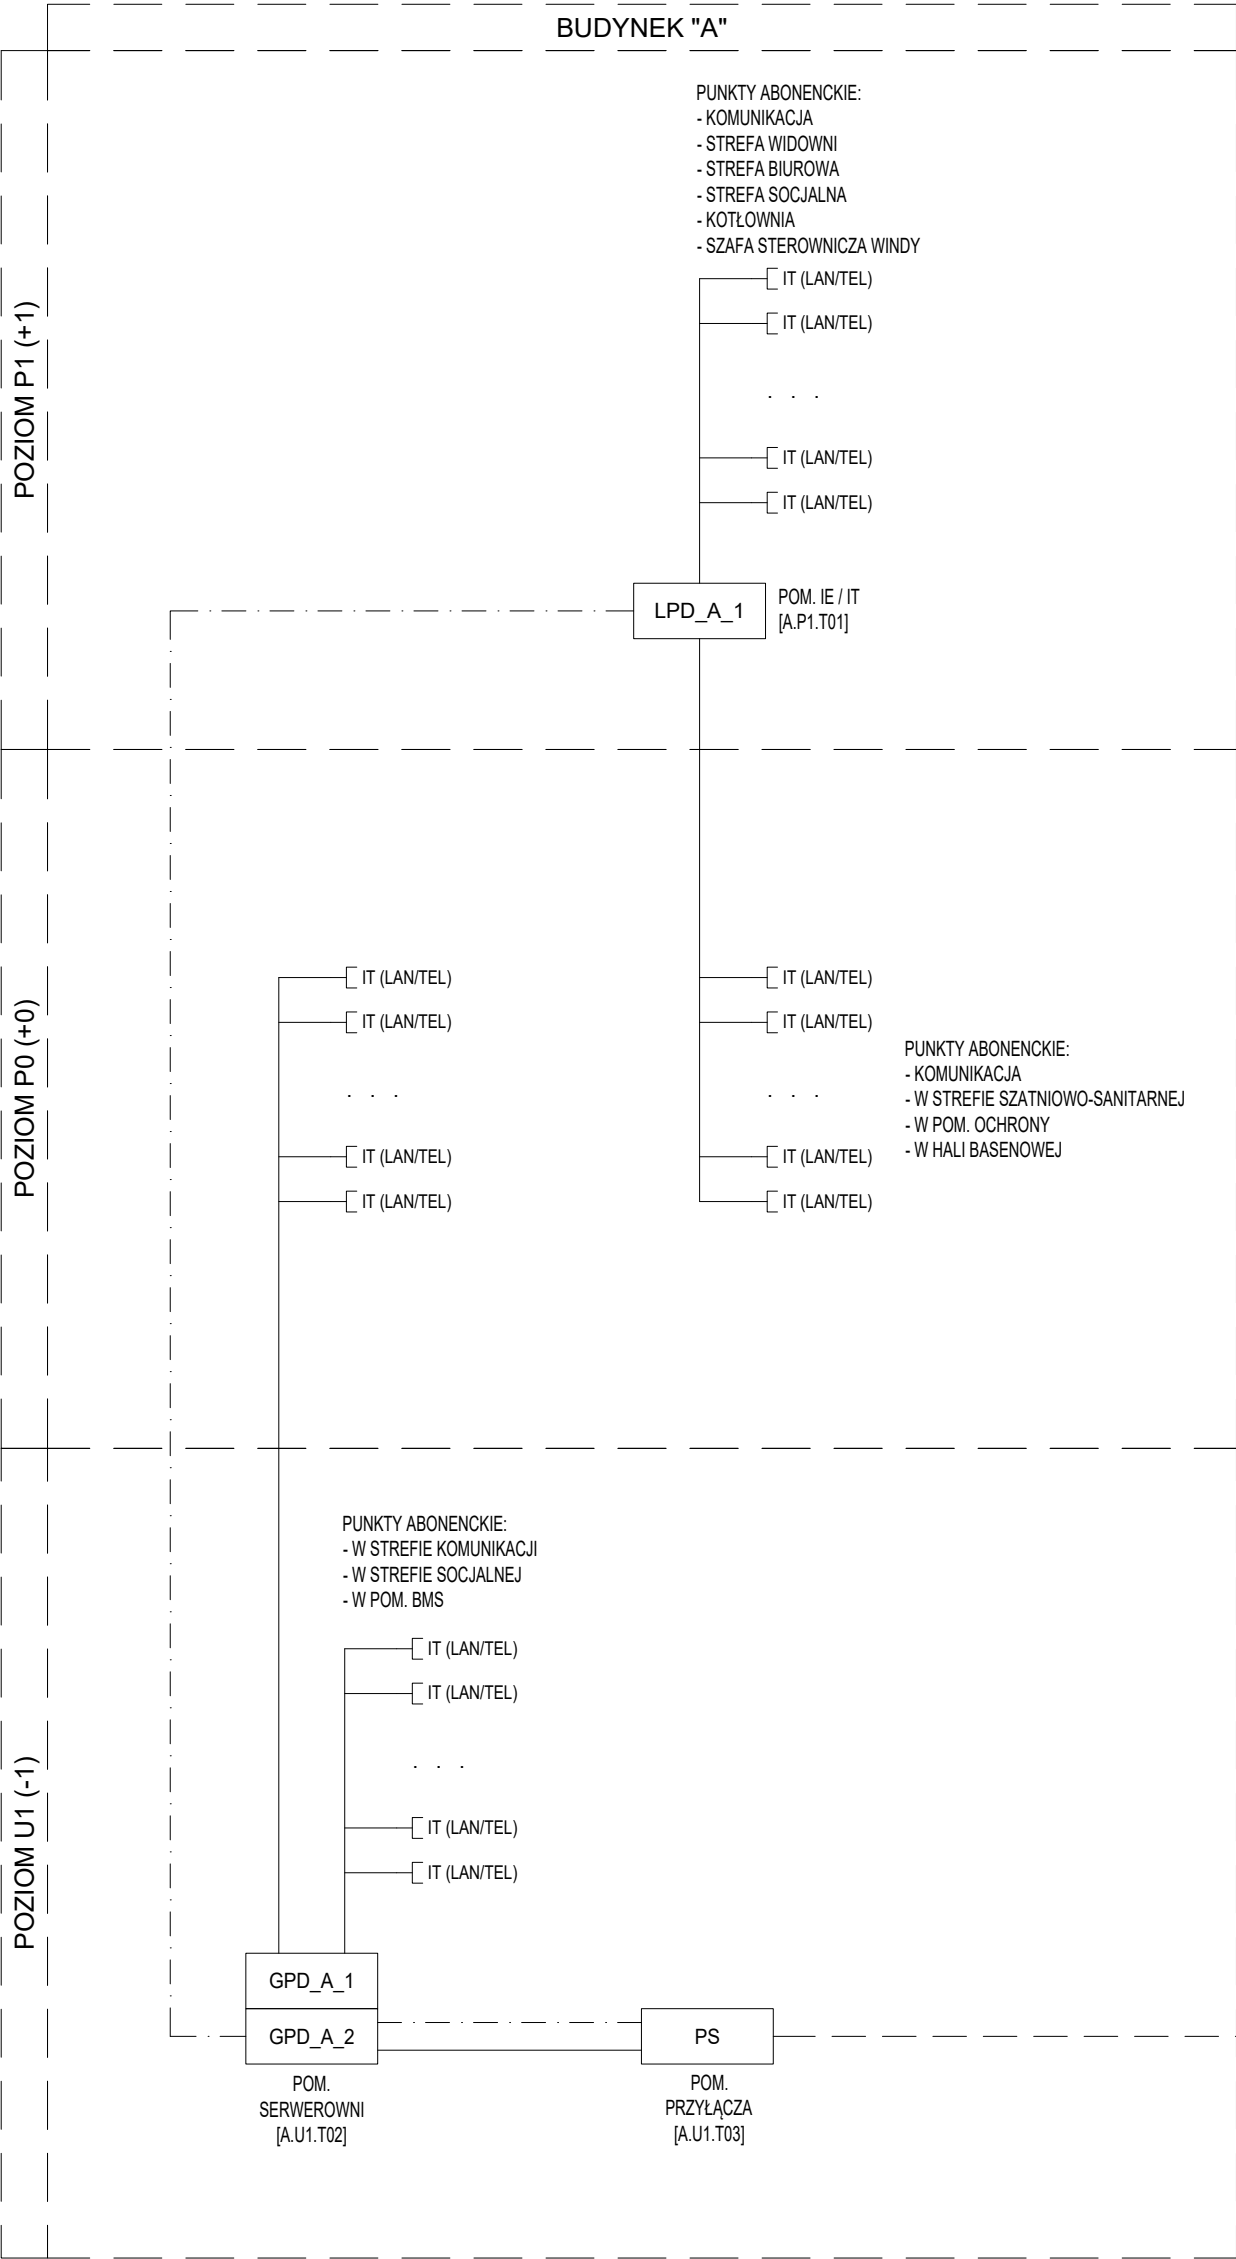 BUDYNEK "A"
POZIOM P1 (+1)
PUNKTY ABONENCKIE:
- KOMUNIKACJA
- STREFA WIDOWNI
- STREFA BIUROWA
- STREFA SOCJALNA
- KOTŁOWNIA
- SZAFA STEROWNICZA WINDY
IT (LAN/TEL)
IT (LAN/TEL)
. . .
IT (LAN/TEL)
IT (LAN/TEL)
LPD_A_1
POM. IE / IT
[A.P1.T01]
POZIOM P0 (+0)
IT (LAN/TEL)
IT (LAN/TEL)
. . .
IT (LAN/TEL)
IT (LAN/TEL)
IT (LAN/TEL)
IT (LAN/TEL)
. . .
IT (LAN/TEL)
IT (LAN/TEL)
PUNKTY ABONENCKIE:
- KOMUNIKACJA
- W STREFIE SZATNIOWO-SANITARNEJ
- W POM. OCHRONY
- W HALI BASENOWEJ
POZIOM U1 (-1)
PUNKTY ABONENCKIE:
- W STREFIE KOMUNIKACJI
- W STREFIE SOCJALNEJ
- W POM. BMS
IT (LAN/TEL)
IT (LAN/TEL)
. . .
IT (LAN/TEL)
IT (LAN/TEL)
GPD_A_1
GPD_A_2
POM.
SERWEROWNI
[A.U1.T02]
PS
POM.
PRZYŁĄCZA
[A.U1.T03]